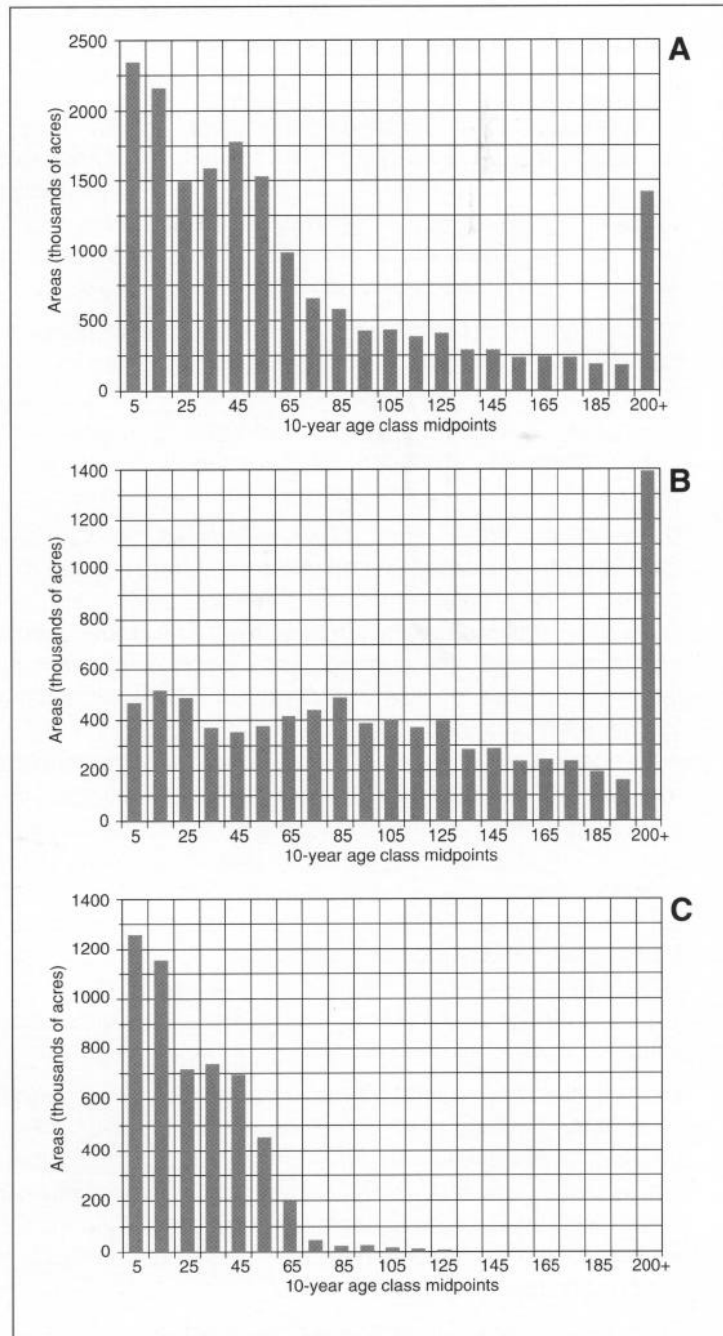 A
2500
2000
1500
1000
500
0
Areas (thousands of acres)
5 25 45 65 85 105 125 145 165 185 200+
10-year age class midpoints
B
1400
1200
1000
800
600
400
200
0
Areas (thousands of acres)
5 25 45 65 85 105 125 145 165 185 200+
10-year age class midpoints
C
1400
1200
1000
800
600
400
200
0
Areas (thousands of acres)
5 25 45 65 85 105 125 145 165 185 200+
10-year age class midpoints